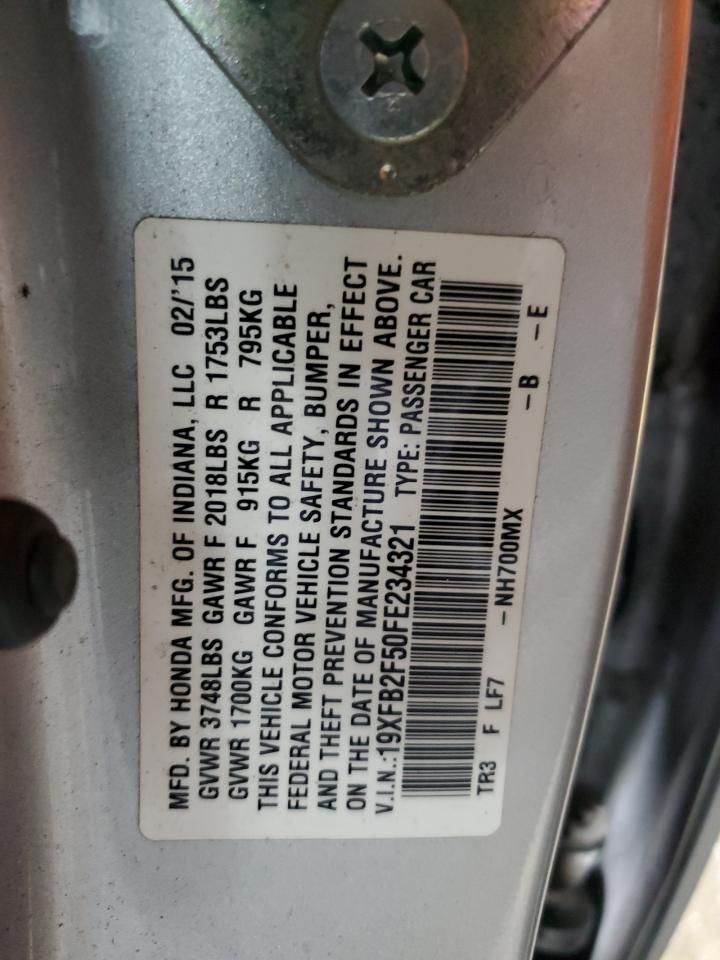 MFD. BY HONDA MFG. OF INDIANA, LLC 02/'15
GVWR 3748LBS GAWR F 2018LBS R 1753LBS
GVWR 1700KG GAWR F 915KG R 795KG
THIS VEHICLE CONFORMS TO ALL APPLICABLE
FEDERAL MOTOR VEHICLE SAFETY, BUMPER,
AND THEFT PREVENTION STANDARDS IN EFFECT
ON THE DATE OF MANUFACTURE SHOWN ABOVE.
V.I.N.:19XFB2F50FE234321 TYPE: PASSENGER CAR
TR3 F LF7 -NH700MX -B -E